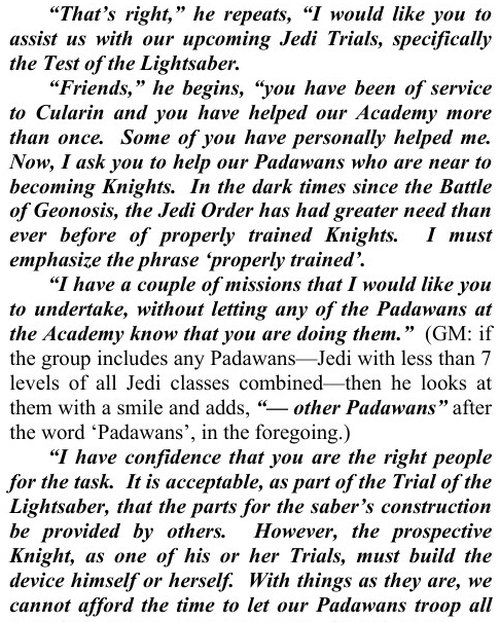 “That’s right,” he repeats, “I would like you to
assist us with our upcoming Jedi Trials, specifically
the Test of the Lightsaber.
“Friends,” he begins, “you have been of service
to Cularin and you have helped our Academy more
than once.  Some of you have personally helped me.
Now, I ask you to help our Padawans who are near to
becoming Knights.  In the dark times since the Battle
of Geonosis, the Jedi Order has had greater need than
ever before of properly trained Knights.  I must
emphasize the phrase ‘properly trained’.
“I have a couple of missions that I would like you
to undertake, without letting any of the Padawans at
the Academy know that you are doing them.”  (GM: if
the group includes any Padawans—Jedi with less than 7
levels of all Jedi classes combined—then he looks at
them with a smile and adds, “— other Padawans” after
the word ‘Padawans’, in the foregoing.)
“I have confidence that you are the right people
for the task.  It is acceptable, as part of the Trial of the
Lightsaber, that the parts for the saber’s construction
be provided by others.  However, the prospective
Knight, as one of his or her Trials, must build the
device himself or herself.  With things as they are, we
cannot afford the time to let our Padawans troop all